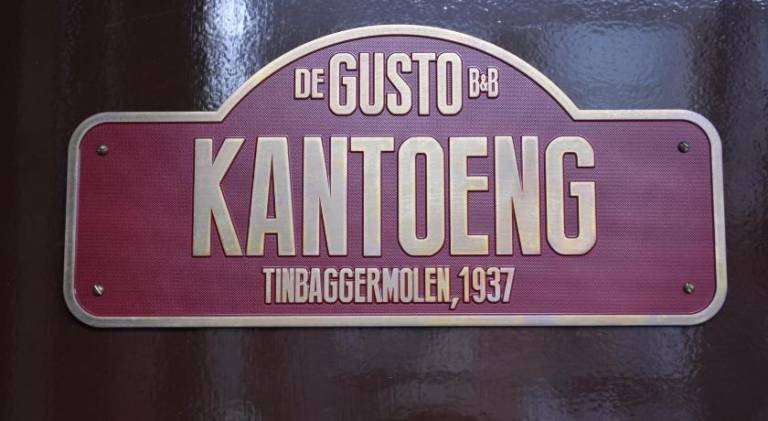 DE GUSTO B&B
KANTOENG
TINBAGGERMOLEN, 1937